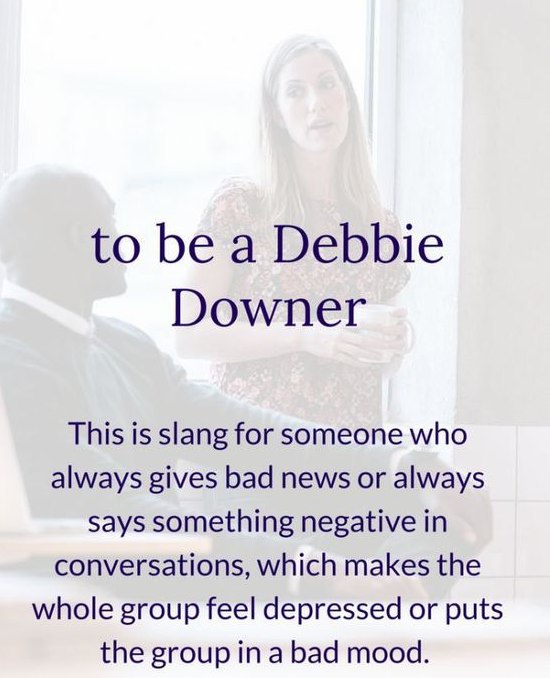 to be a Debbie
Downer
This is slang for someone who
always gives bad news or always
says something negative in
conversations, which makes the
whole group feel depressed or puts
the group in a bad mood.